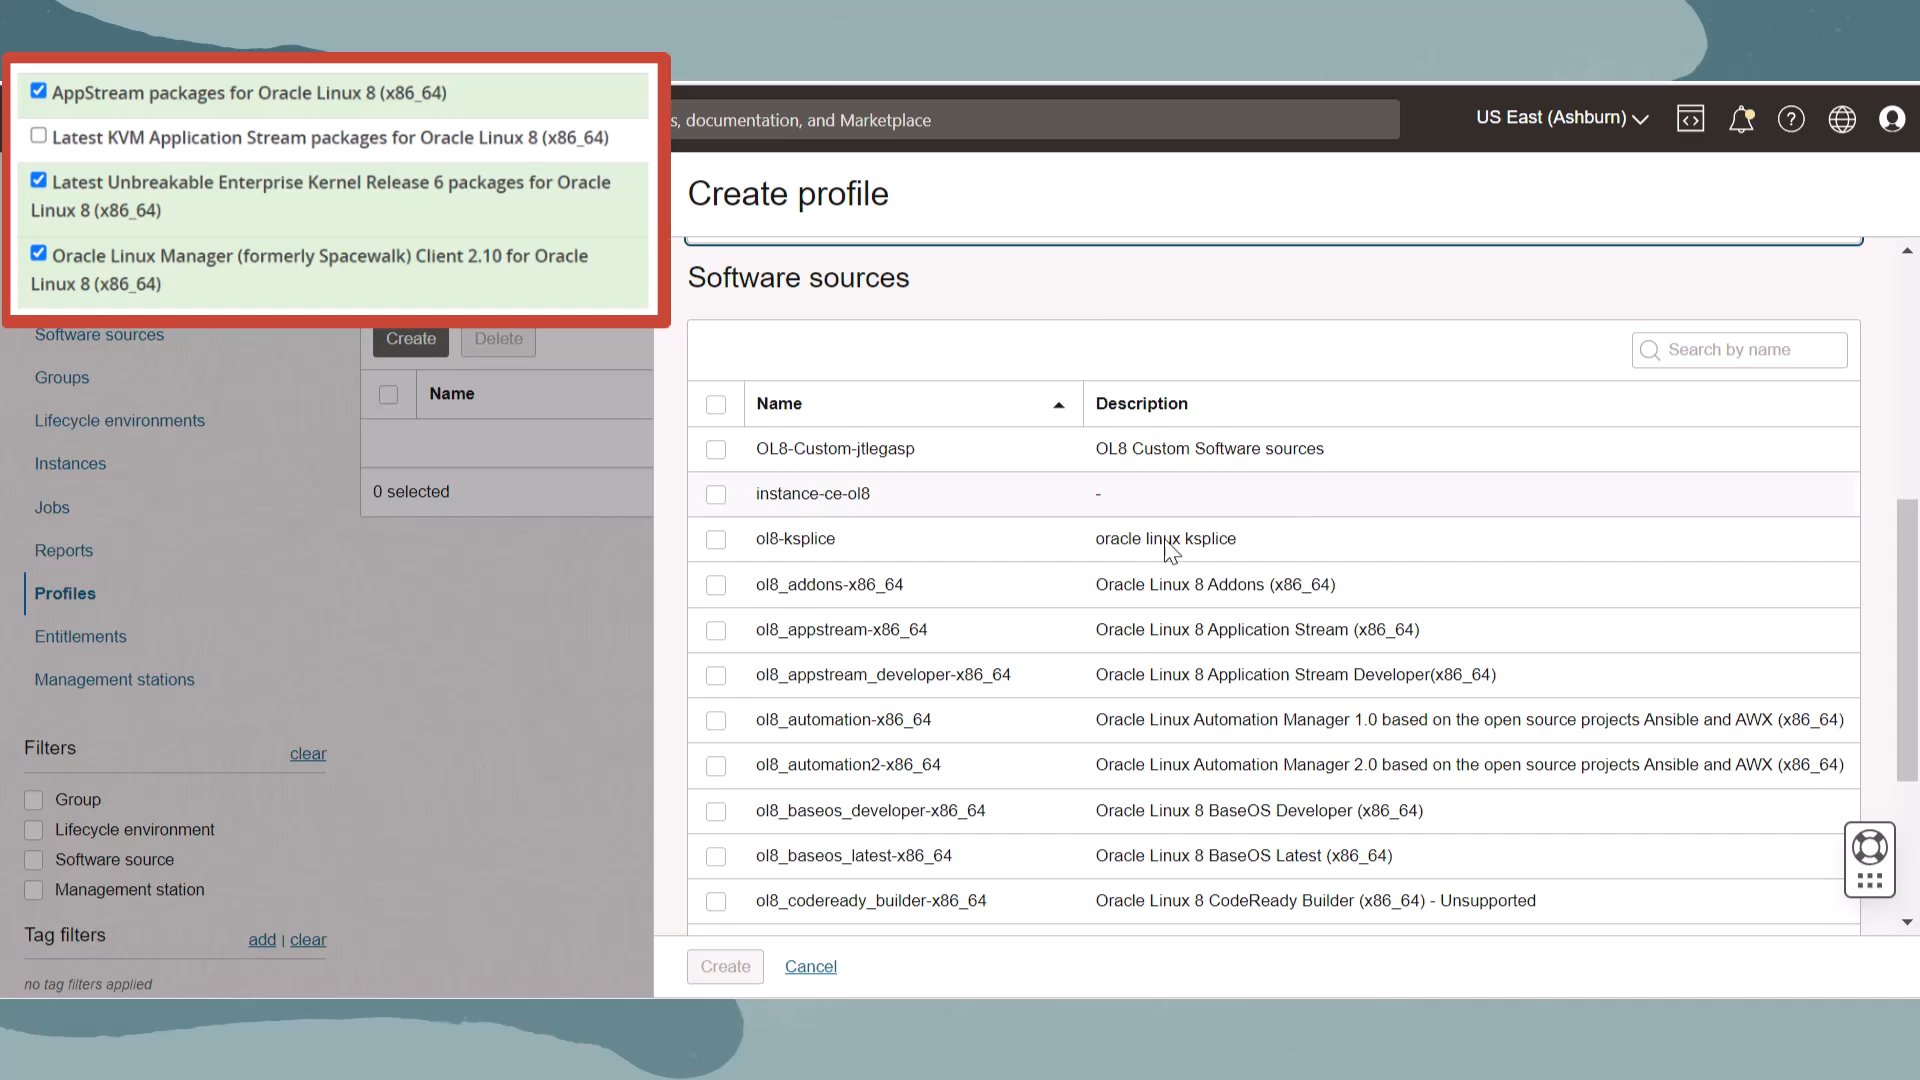 AppStream packages for Oracle Linux 8 (x86_64)
Latest KVM Application Stream packages for Oracle Linux 8 (x86_64)
Latest Unbreakable Enterprise Kernel Release 6 packages for Oracle
Linux 8 (x86_64)
Oracle Linux Manager (formerly Spacewalk) Client 2.10 for Oracle
Linux 8 (x86_64)
s, documentation, and Marketplace
US East (Ashburn)
Create profile
Software sources
Search by name
Name Description
OL8-Custom-jtlegasp OL8 Custom Software sources
instance-ce-ol8 -
ol8-ksplice oracle linux ksplice
ol8_addons-x86_64 Oracle Linux 8 Addons (x86_64)
ol8_appstream-x86_64 Oracle Linux 8 Application Stream (x86_64)
ol8_appstream_developer-x86_64 Oracle Linux 8 Application Stream Developer(x86_64)
ol8_automation-x86_64 Oracle Linux Automation Manager 1.0 based on the open source projects Ansible and AWX (x86_64)
ol8_automation2-x86_64 Oracle Linux Automation Manager 2.0 based on the open source projects Ansible and AWX (x86_64)
ol8_baseos_developer-x86_64 Oracle Linux 8 BaseOS Developer (x86_64)
ol8_baseos_latest-x86_64 Oracle Linux 8 BaseOS Latest (x86_64)
ol8_codeready_builder-x86_64 Oracle Linux 8 CodeReady Builder (x86_64) - Unsupported
Create Cancel
Software sources
Groups
Lifecycle environments
Instances
Jobs
Reports
Profiles
Entitlements
Management stations
Create Delete
Name
0 selected
Filters clear
Group
Lifecycle environment
Software source
Management station
Tag filters add | clear
no tag filters applied